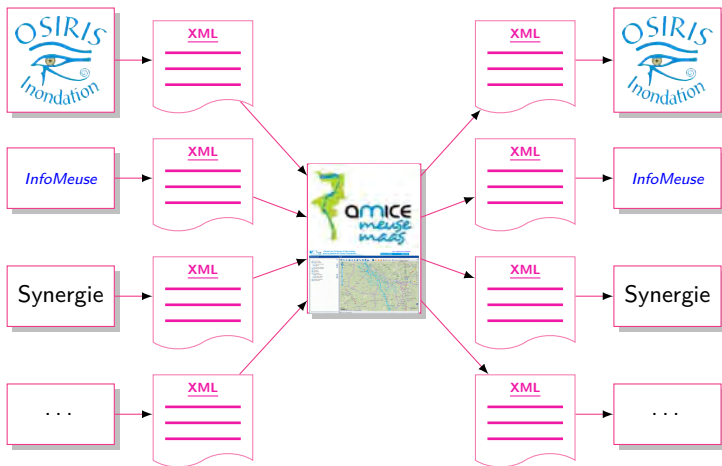 OSIRIS
Inondation
XML
XML
OSIRIS
Inondation
InfoMeuse
XML
XML
InfoMeuse
amice
meuse
maas
Synergie
XML
XML
Synergie
. . .
XML
XML
. . .